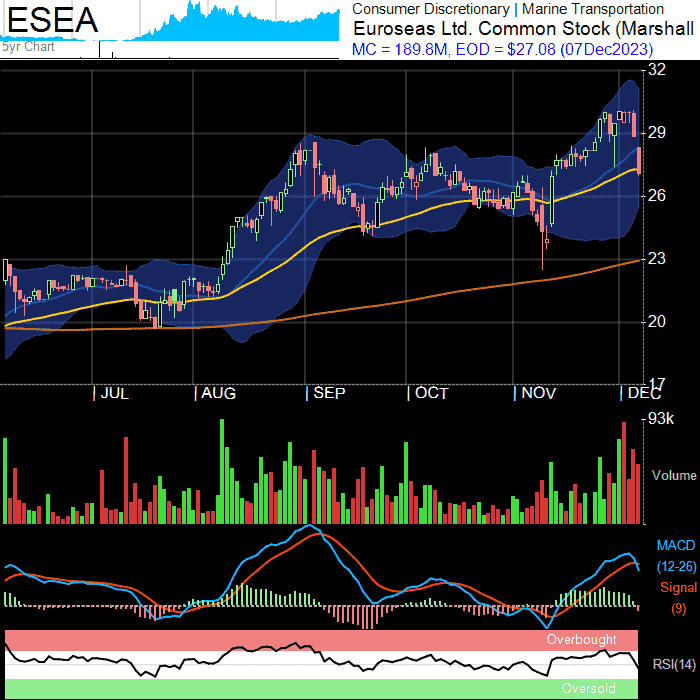 ESEA
5yr Chart
Consumer Discretionary | Marine Transportation
Euroseas Ltd. Common Stock (Marshall
MC = 189.8M, EOD = $27.08 (07Dec2023)
32
29
26
23
20
17
JUL AUG SEP OCT NOV DEC
93k
Volume
MACD
(12-26)
Signal
(9)
Overbought
RSI(14)
Oversold